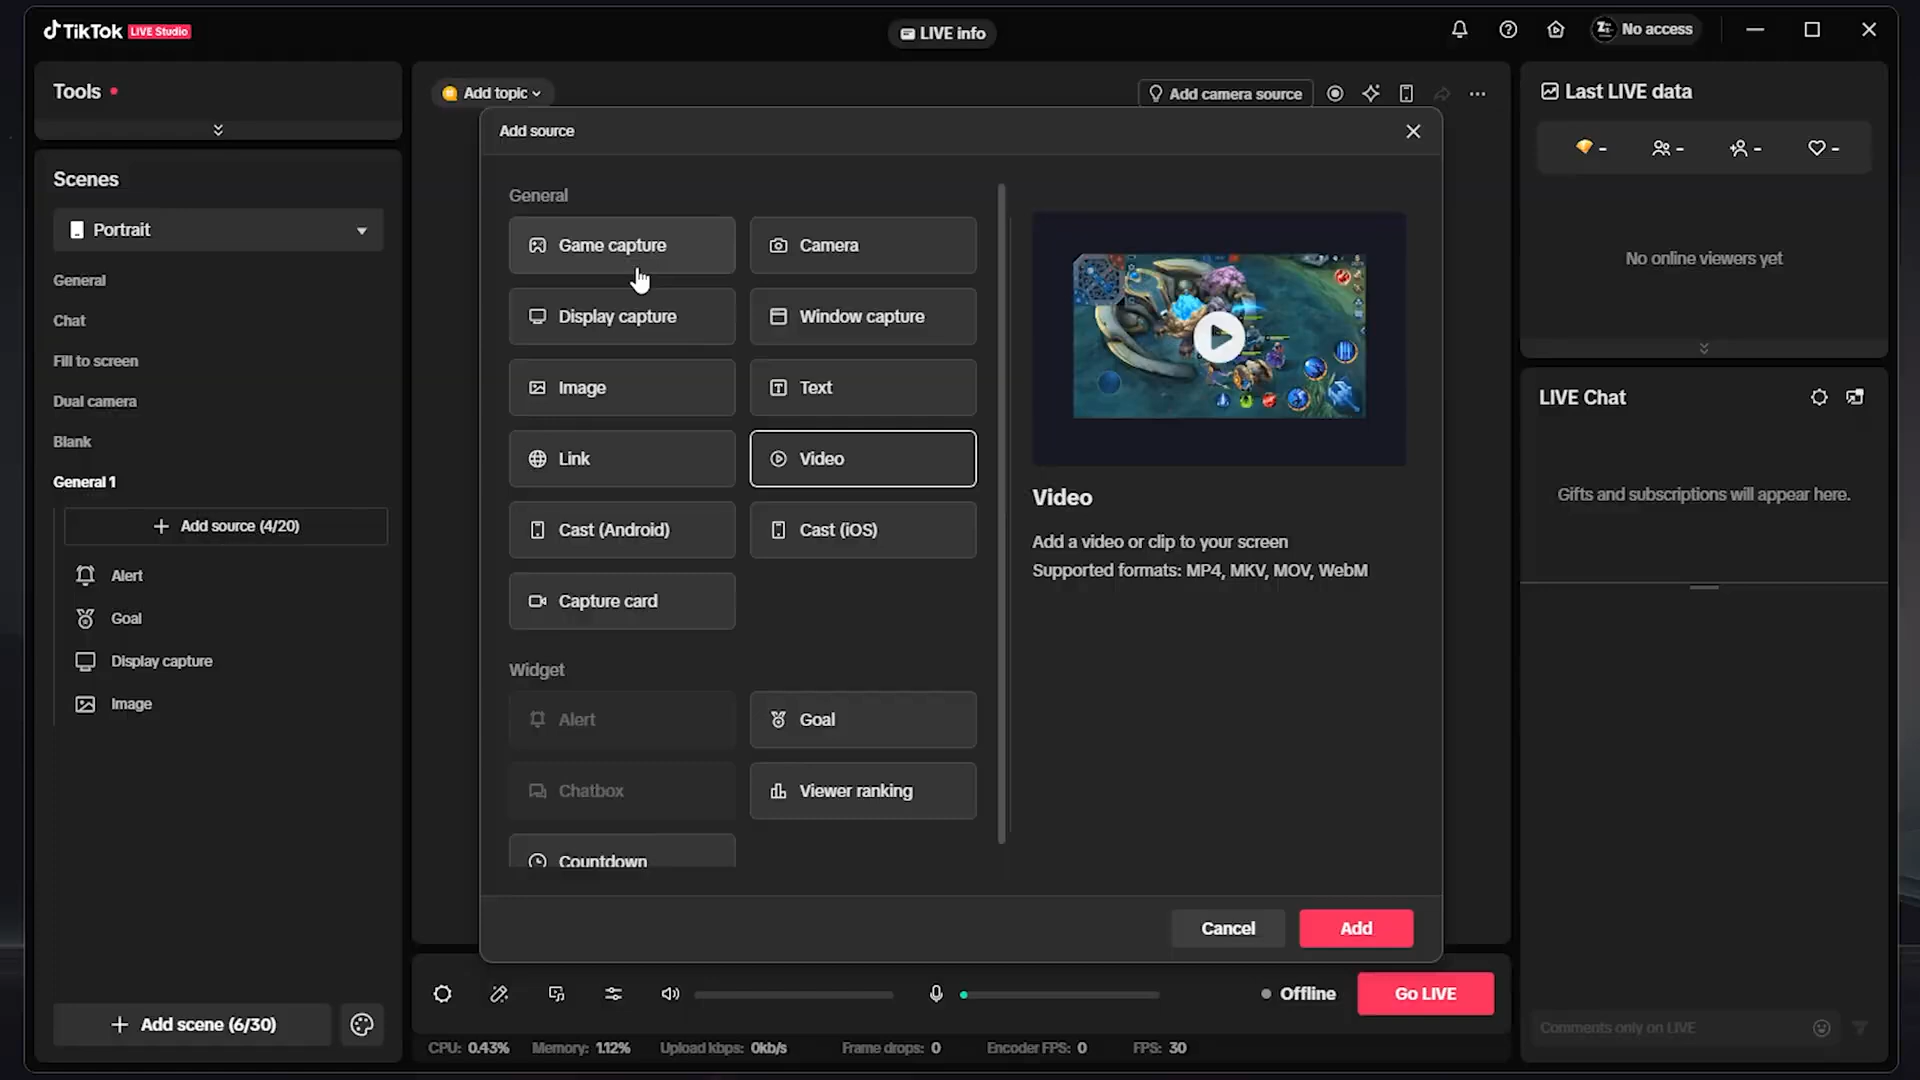 TikTok LIVE Studio
LIVE info
No access
Tools
Add topic
Add camera source
Last LIVE data
Add source
-
-
-
-
Scenes
General
Portrait
Game capture
Camera
No online viewers yet
General
Chat
Display capture
Window capture
Fill to screen
Image
Text
LIVE Chat
Dual camera
Blank
Link
Video
General 1
Video
Gifts and subscriptions will appear here.
Add source (4/20)
Cast (Android)
Cast (iOS)
Add a video or clip to your screen
Supported formats: MP4, MKV, MOV, WebM
Alert
Capture card
Goal
Display capture
Widget
Image
Alert
Goal
Chatbox
Viewer ranking
Countdown
Cancel
Add
Offline
Go LIVE
Add scene (6/30)
Comments only on LIVE
CPU: 0.43%
Memory: 1.12%
Upload kbps: 0kb/s
Frame drops: 0
Encoder FPS: 0
FPS: 30